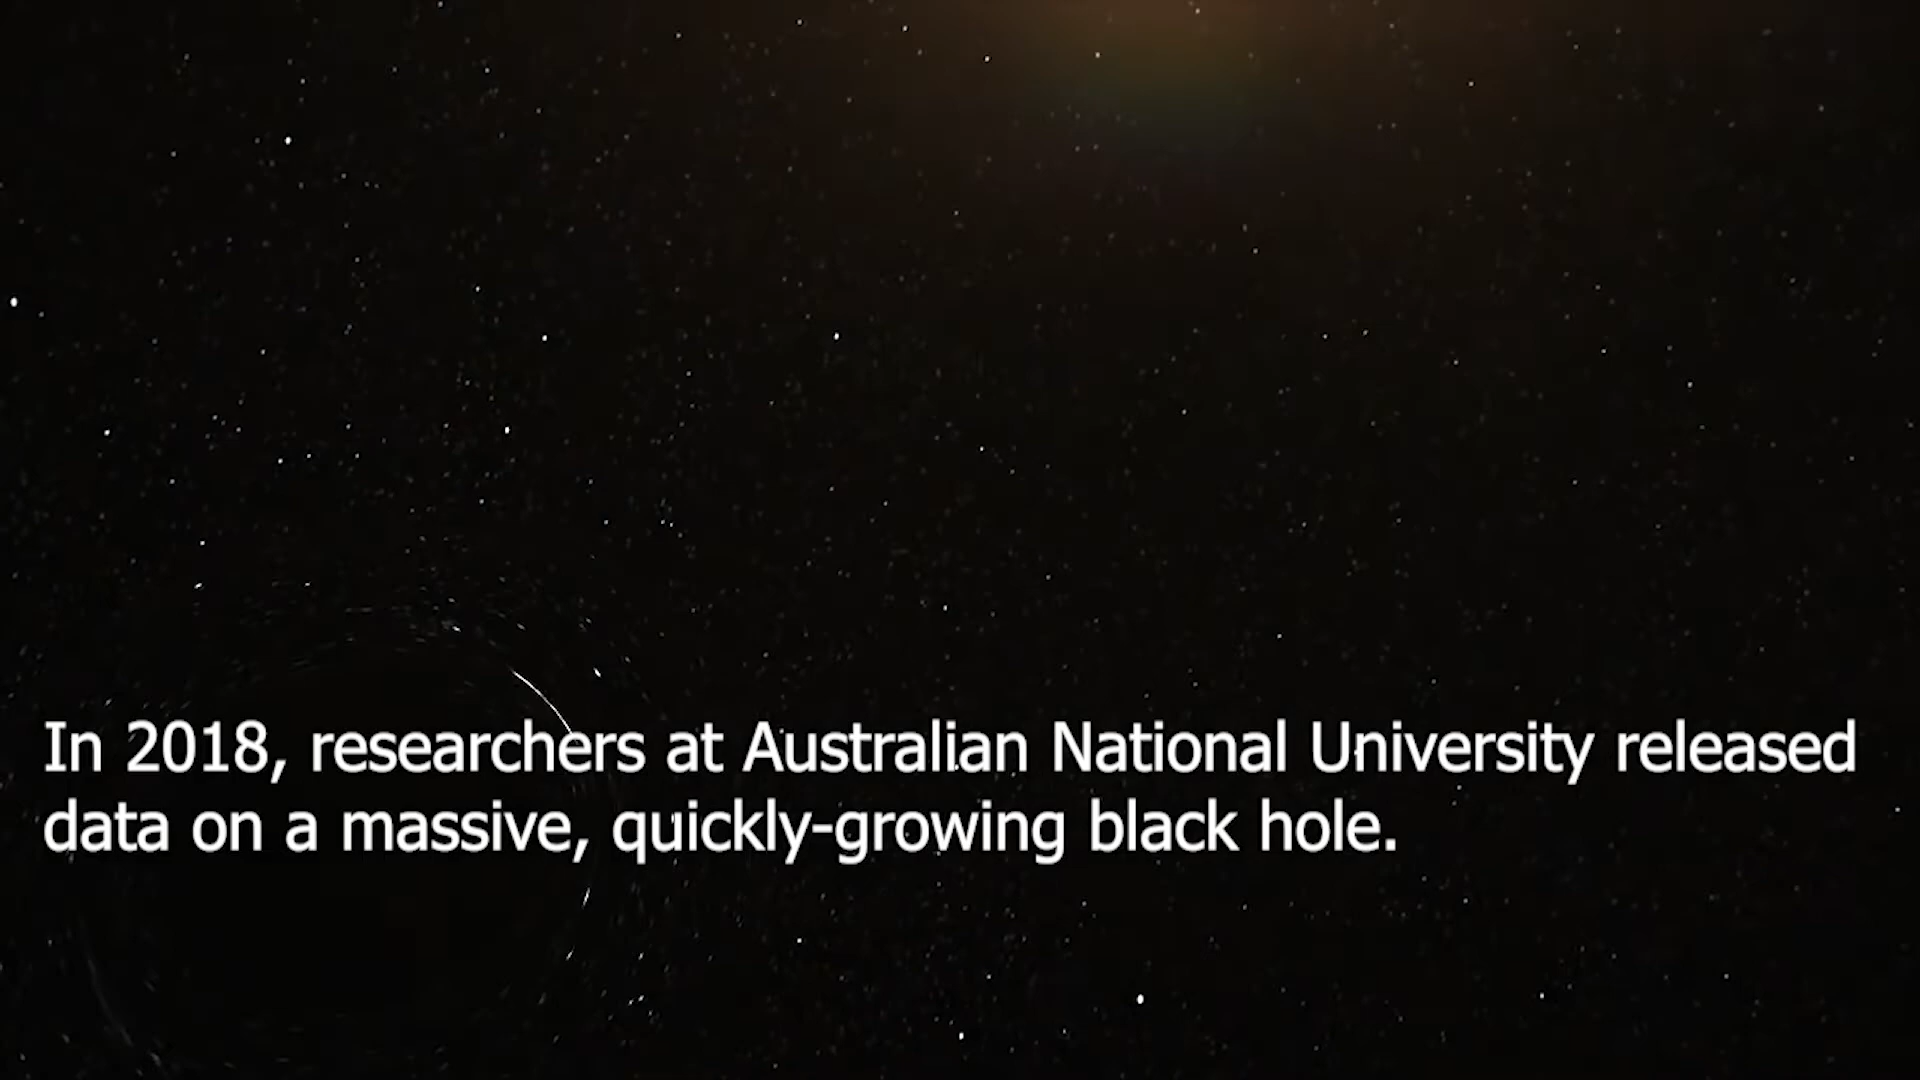 In 2018, researchers at Australian National University released
data on a massive, quickly-growing black hole.